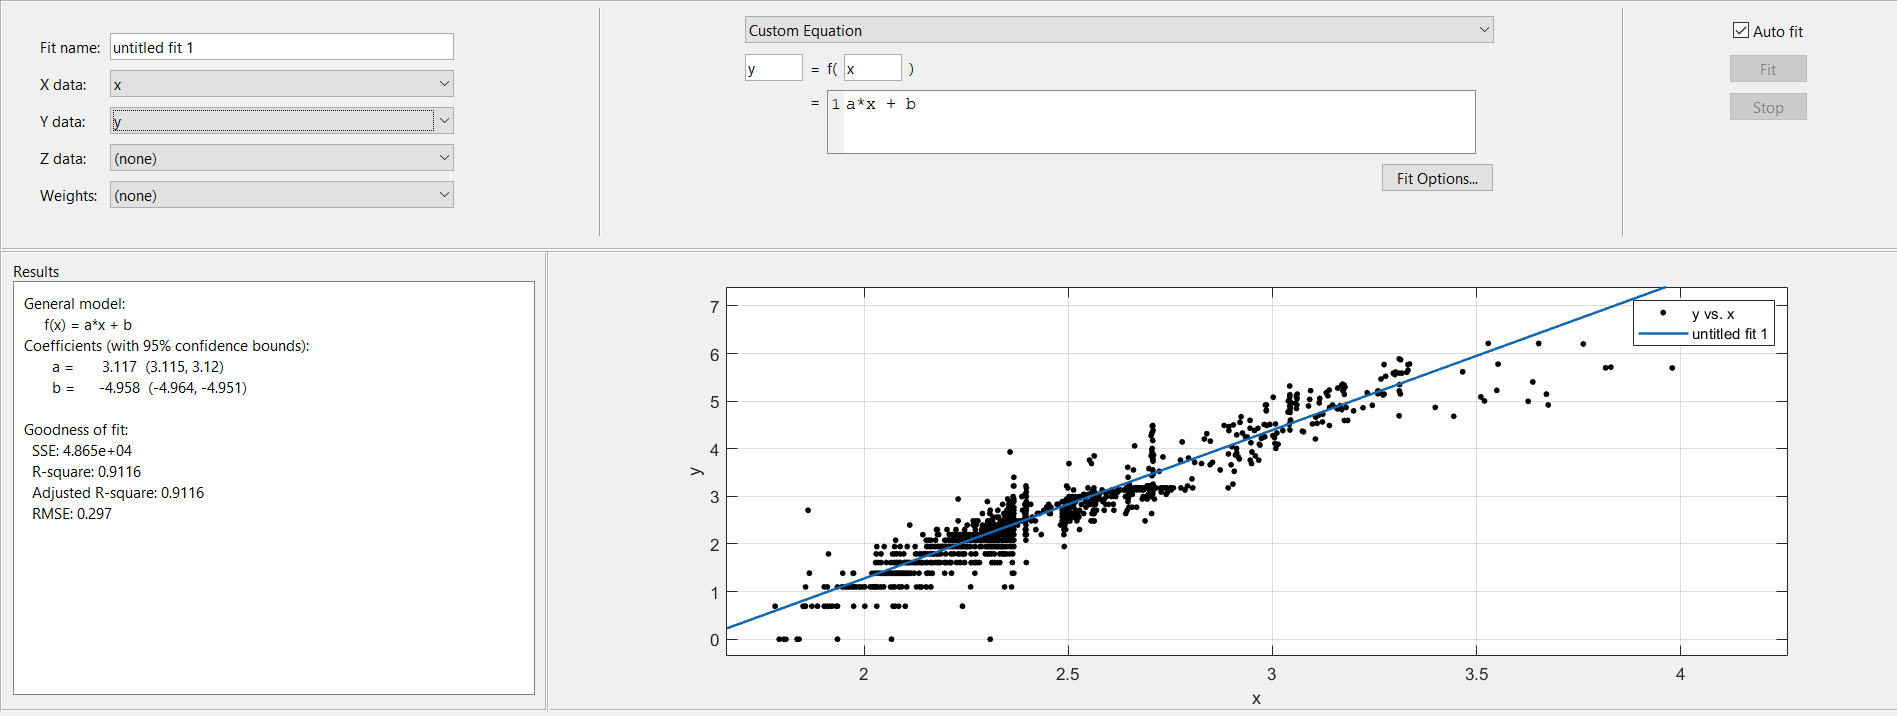 Fit name: untitled fit 1
X data: x
Y data: y
Z data: (none)
Weights: (none)
Custom Equation
y = f( x )
= 1 a*x + b
Fit Options...
Auto fit
Fit
Stop
Results
General model:
f(x) = a*x + b
Coefficients (with 95% confidence bounds):
a = 3.117 (3.115, 3.12)
b = -4.958 (-4.964, -4.951)
Goodness of fit:
SSE: 4.865e+04
R-square: 0.9116
Adjusted R-square: 0.9116
RMSE: 0.297
7
6
5
4
3
2
1
0
y
2 2.5 3 3.5 4
x
y vs. x
untitled fit 1